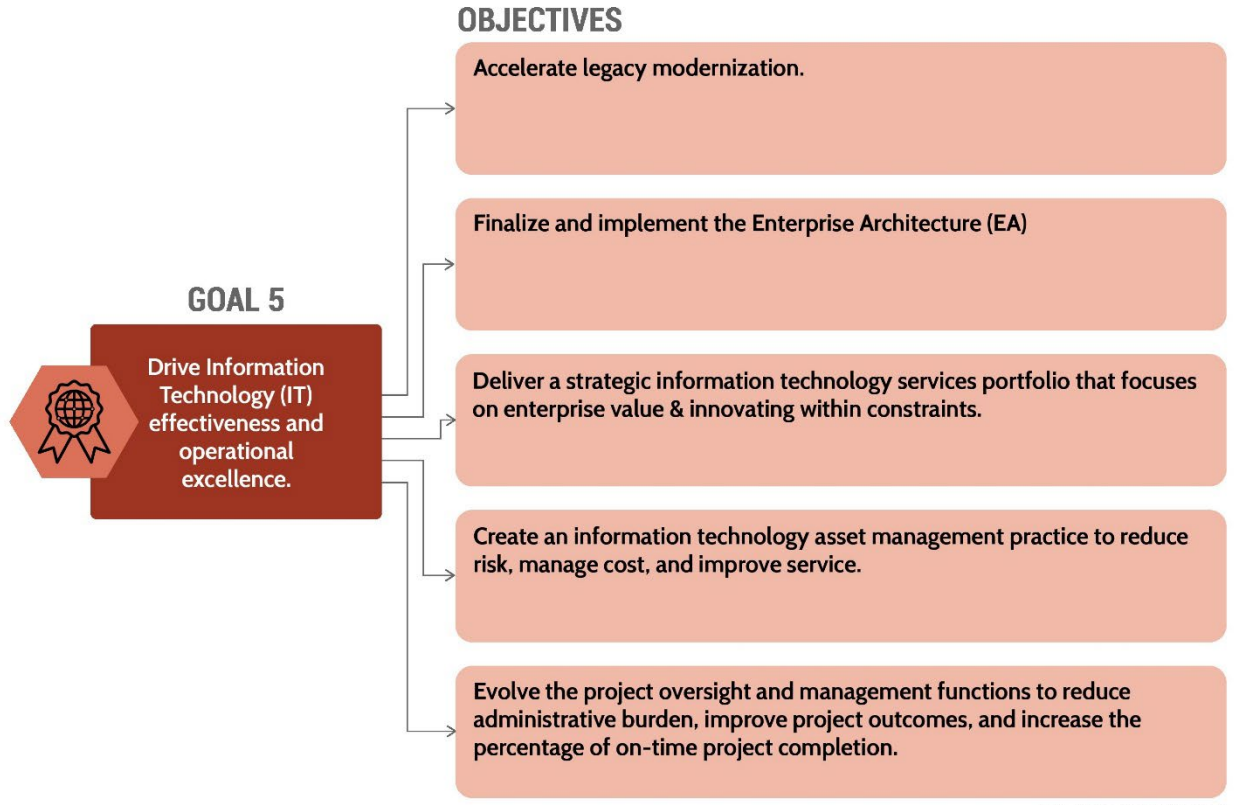 OBJECTIVES
Accelerate legacy modernization.
Finalize and implement the Enterprise Architecture (EA)
GOAL 5
Drive Information
Technology (IT)
effectiveness and
operational
excellence.
Deliver a strategic information technology services portfolio that focuses
on enterprise value & innovating within constraints.
Create an information technology asset management practice to reduce
risk, manage cost, and improve service.
Evolve the project oversight and management functions to reduce
administrative burden, improve project outcomes, and increase the
percentage of on-time project completion.